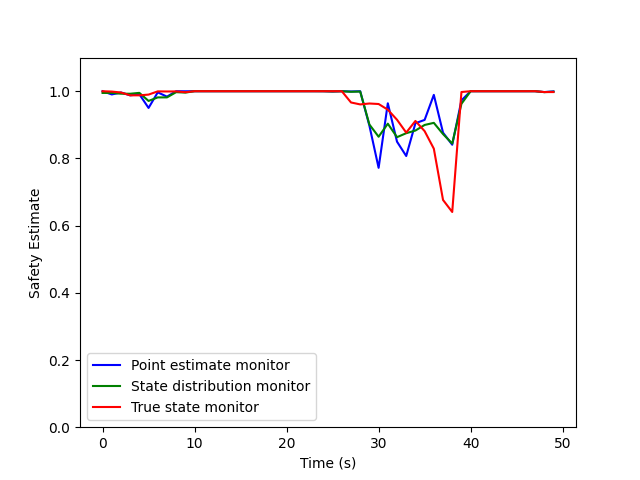 1.0
0.8
0.6
0.4
0.2
0.0
Safety Estimate
Point estimate monitor
State distribution monitor
True state monitor
0 10 20 30 40 50
Time (s)